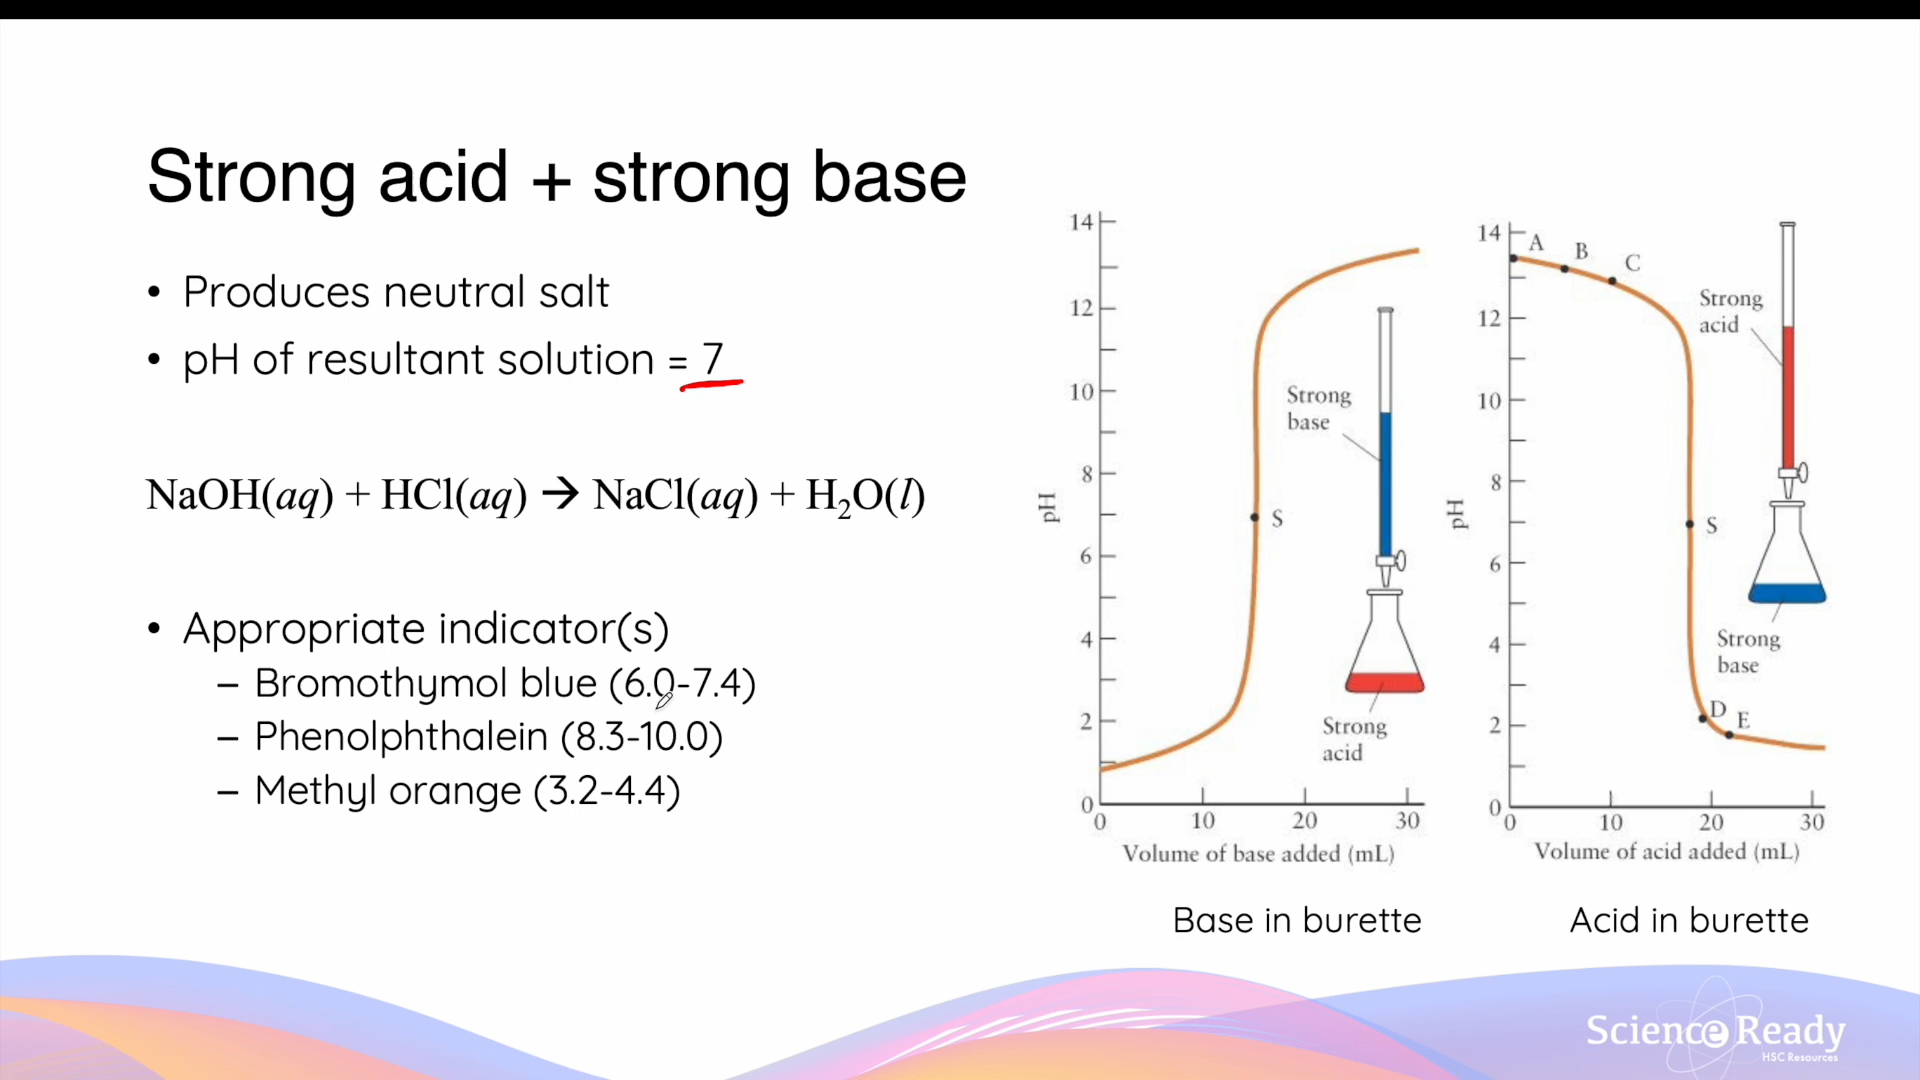 Strong acid + strong base
• Produces neutral salt
• pH of resultant solution = 7
NaOH(aq) + HCl(aq) → NaCl(aq) + H₂O(l)
• Appropriate indicator(s)
– Bromothymol blue (6.0-7.4)
– Phenolphthalein (8.3-10.0)
– Methyl orange (3.2-4.4)
14
12
10
8
6
4
2
0
pH
0 10 20 30
Volume of base added (mL)
S
Strong
base
Strong
acid
Base in burette
14
12
10
8
6
4
2
0
pH
0 10 20 30
Volume of acid added (mL)
A
B
C
S
D
E
Strong
acid
Strong
base
Acid in burette
Science Ready
HSC Resources